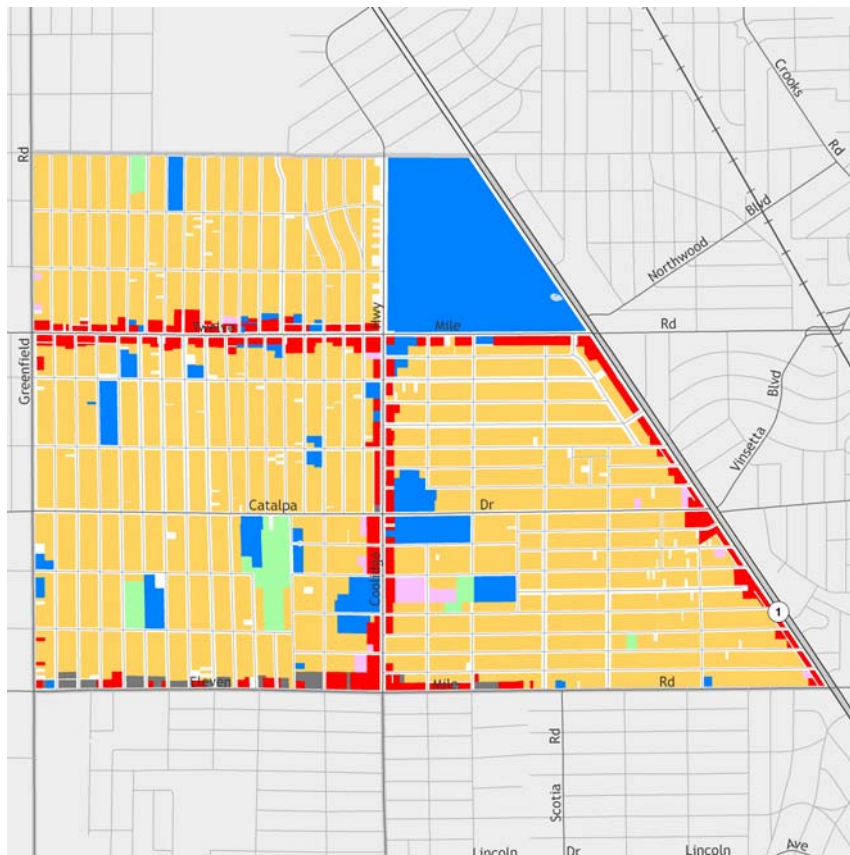 Crooks
Rd
Rd
Northwood
Blvd
Hwy
Twelve
Mile
Rd
Greenfield
Blvd
Vinsetta
Catalpa
Dr
Coolidge
1
Eleven
Mile
Rd
Rd
Scotia
Lincoln
Dr
Lincoln
Ave